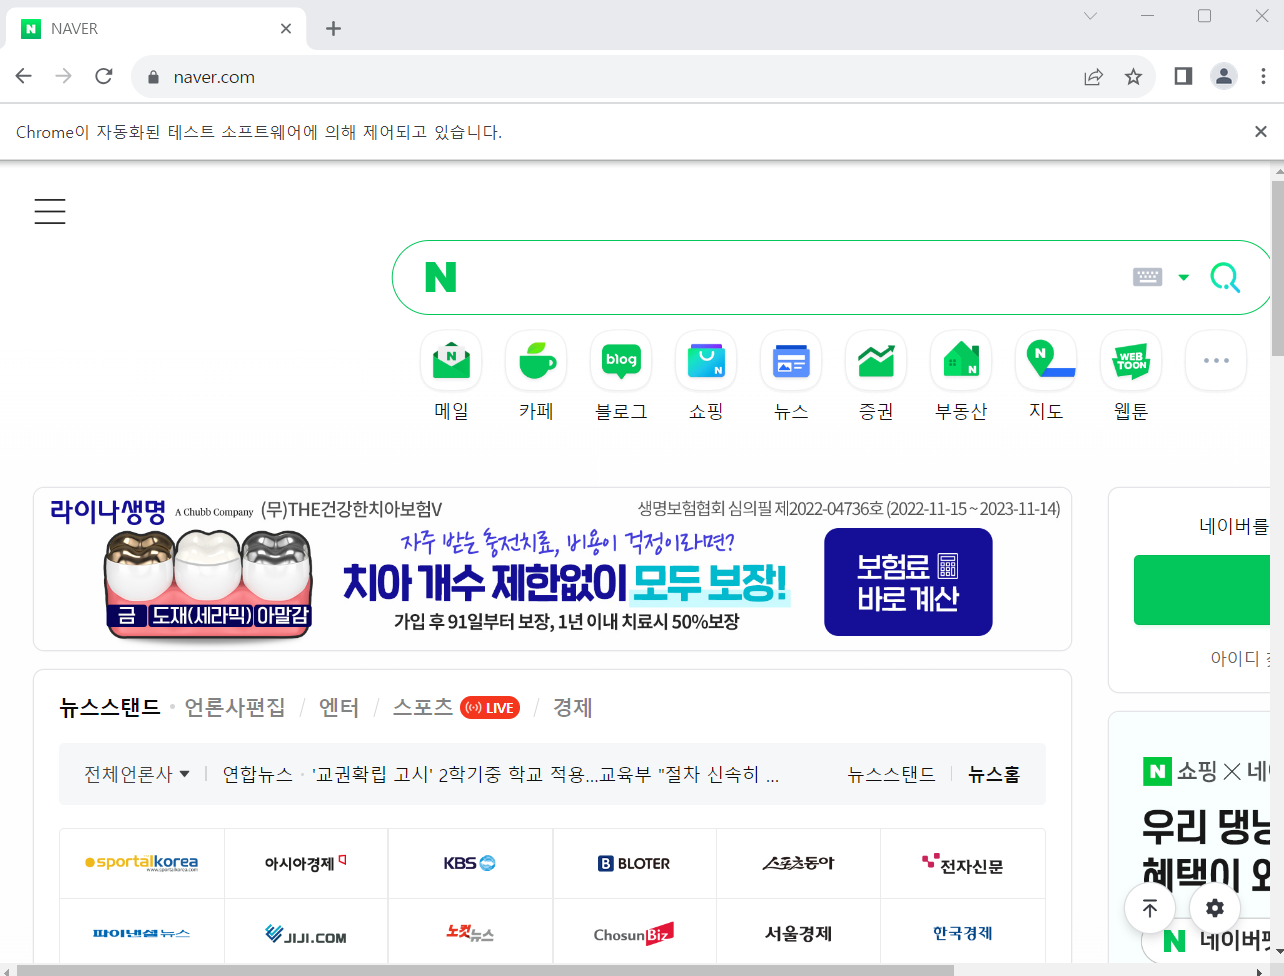 NAVER
naver.com
Chrome이 자동화된 테스트 소프트웨어에 의해 제어되고 있습니다.
N
N
blog
N
N
N
WEB
TOON
메일 카페 블로그 쇼핑 뉴스 증권 부동산 지도 웹툰
라이나생명 A Chubb Company (무)THE건강한치아보험V 생명보험협회 심의필 제2022-04736호 (2022-11-15 ~ 2023-11-14)
자주 받는 충전치료, 비용이 걱정이라면?
치아 개수 제한없이 모두 보장!
가입 후 91일부터 보장, 1년 이내 치료시 50%보장
금 도재(세라믹) 아말감
보험료
바로 계산
네이버를
아이디
뉴스스탠드 · 언론사편집 / 엔터 / 스포츠 LIVE / 경제
전체언론사 연합뉴스 · '교권확립 고시' 2학기중 학교 적용...교육부 "절차 신속히 ... 뉴스스탠드 뉴스홈
sportalkorea 아시아경제 KBS BLOTER 스포츠동아 전자신문
www.sportalkorea.com
파이낸셜뉴스 JIJI.COM 노컷뉴스 ChosunBiz 서울경제 한국경제
N 쇼핑 × 네이
우리 댕냥
혜택이
N 네이버펫